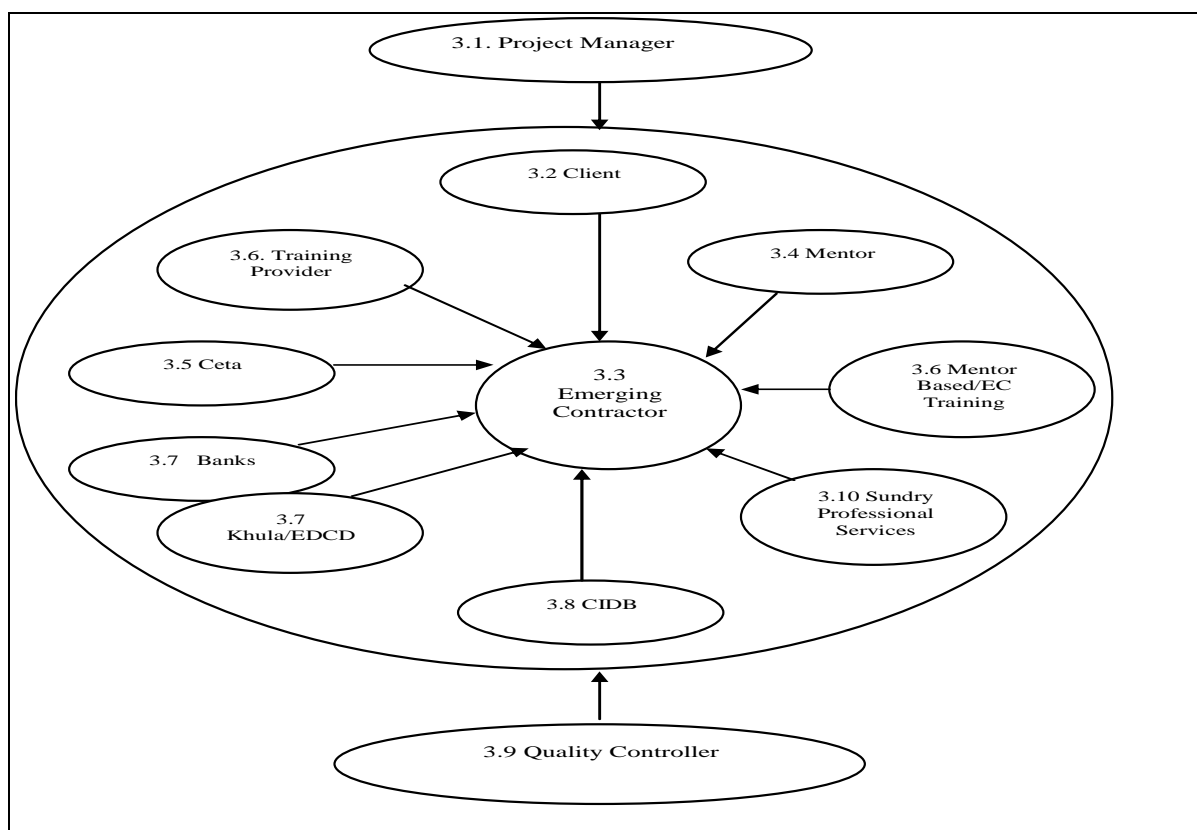 3.1. Project Manager
3.2 Client
3.6. Training
Provider
3.4 Mentor
3.5 Ceta
3.3
Emerging
Contractor
3.6 Mentor
Based/EC
Training
3.7 Banks
3.7
Khula/EDCD
3.10 Sundry
Professional
Services
3.8 CIDB
3.9 Quality Controller